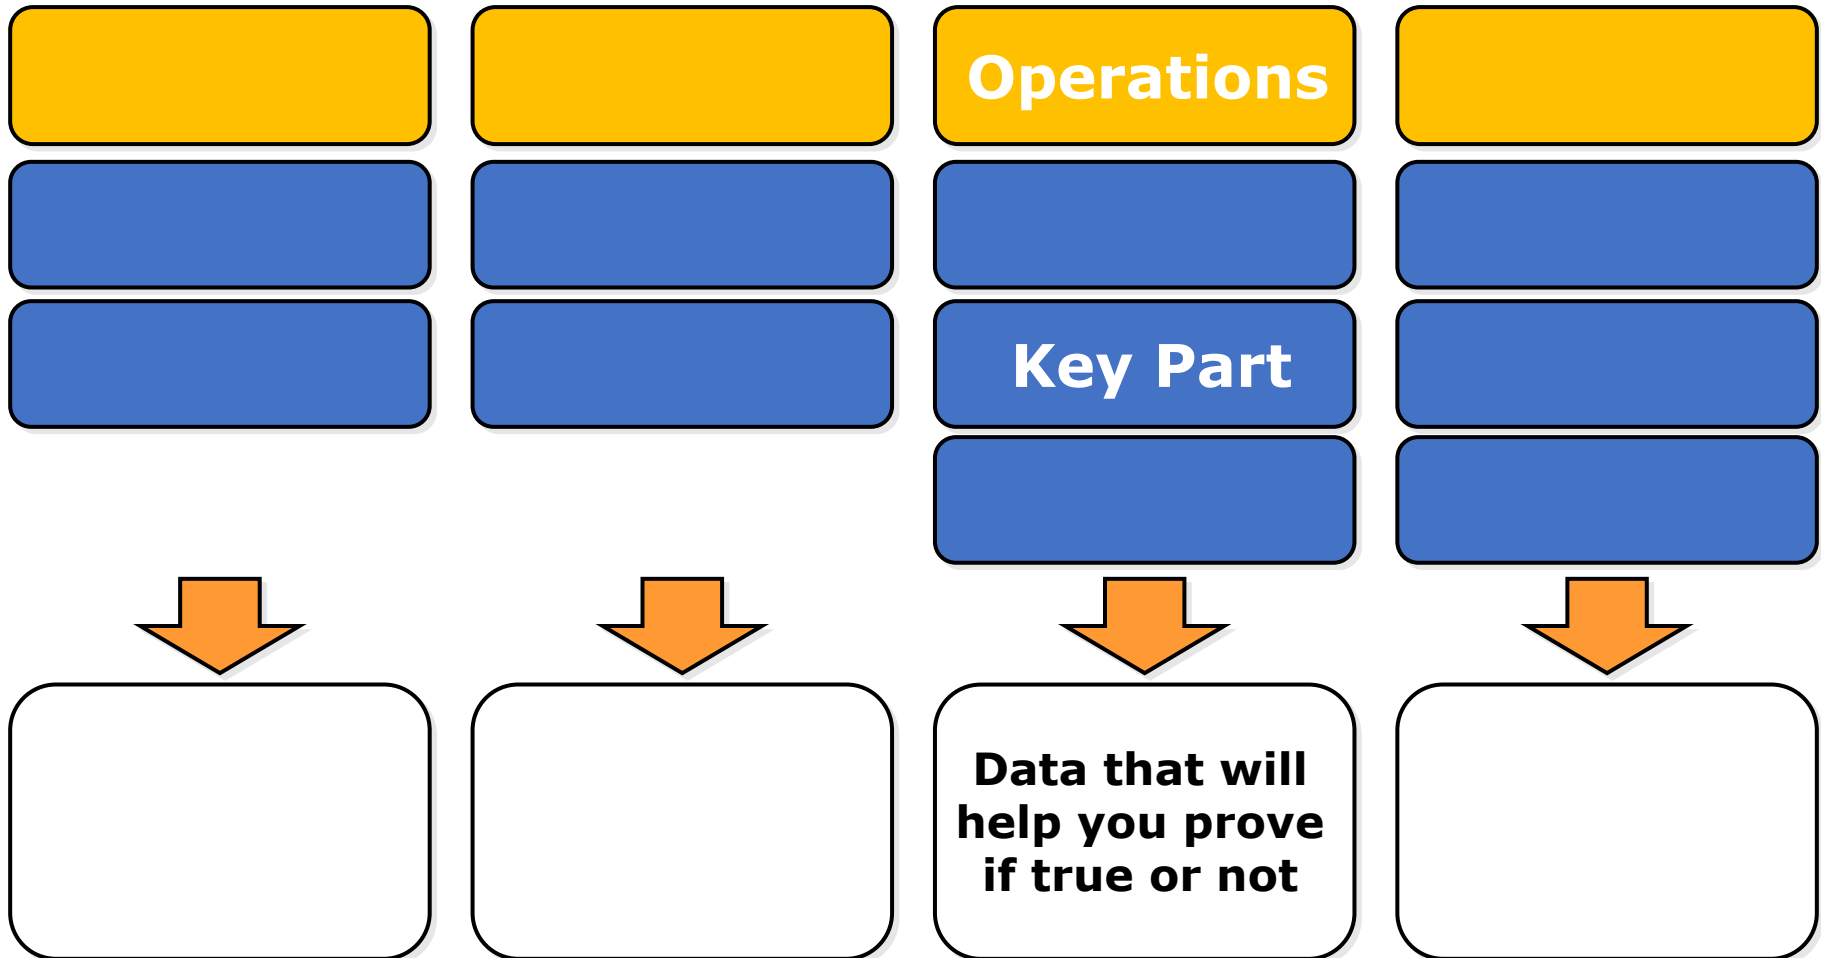 Operations
Key Part
Data that will
help you prove
if true or not